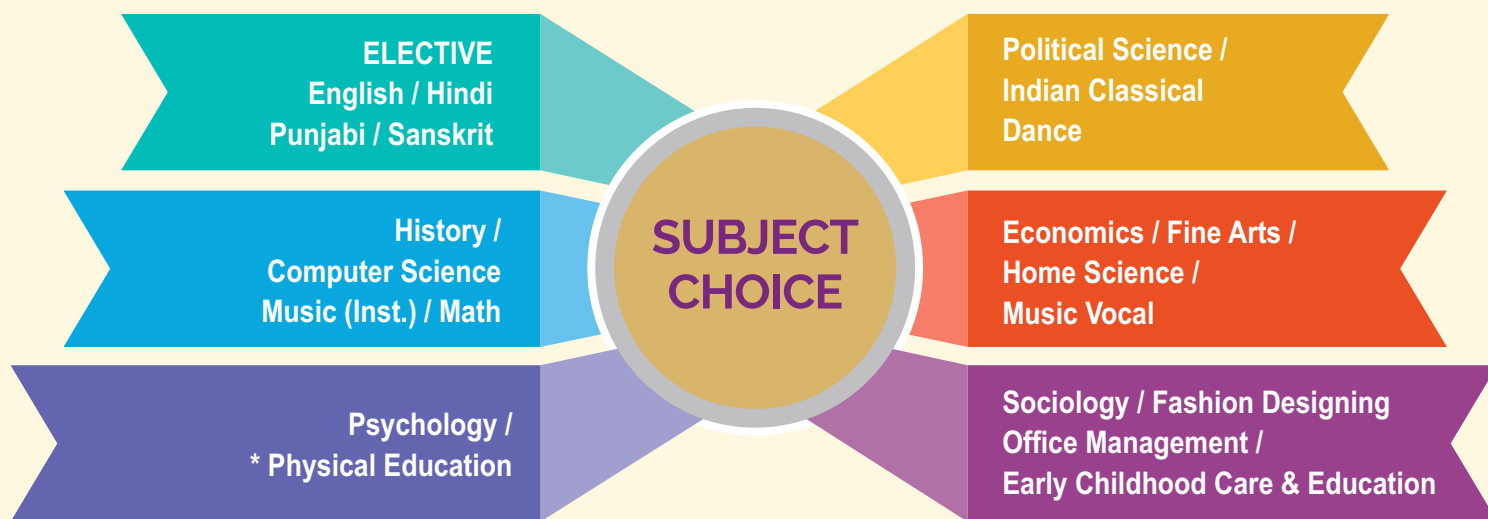 ELECTIVE
English / Hindi
Punjabi / Sanskrit
History /
Computer Science
Music (Inst.) / Math
Psychology /
* Physical Education
SUBJECT
CHOICE
Political Science /
Indian Classical
Dance
Economics / Fine Arts /
Home Science /
Music Vocal
Sociology / Fashion Designing
Office Management /
Early Childhood Care & Education